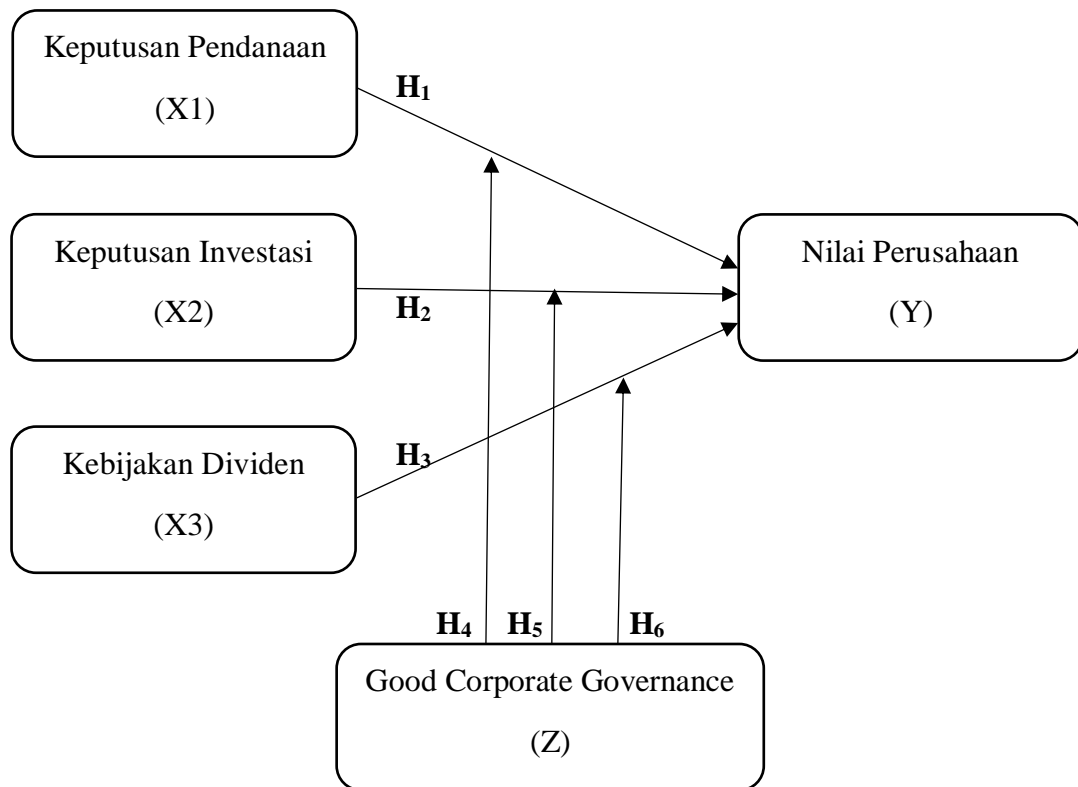 Keputusan Pendanaan
(X1)
H₁
Keputusan Investasi
(X2)
H₂
Nilai Perusahaan
(Y)
Kebijakan Dividen
(X3)
H₃
H₄
H₅
H₆
Good Corporate Governance
(Z)